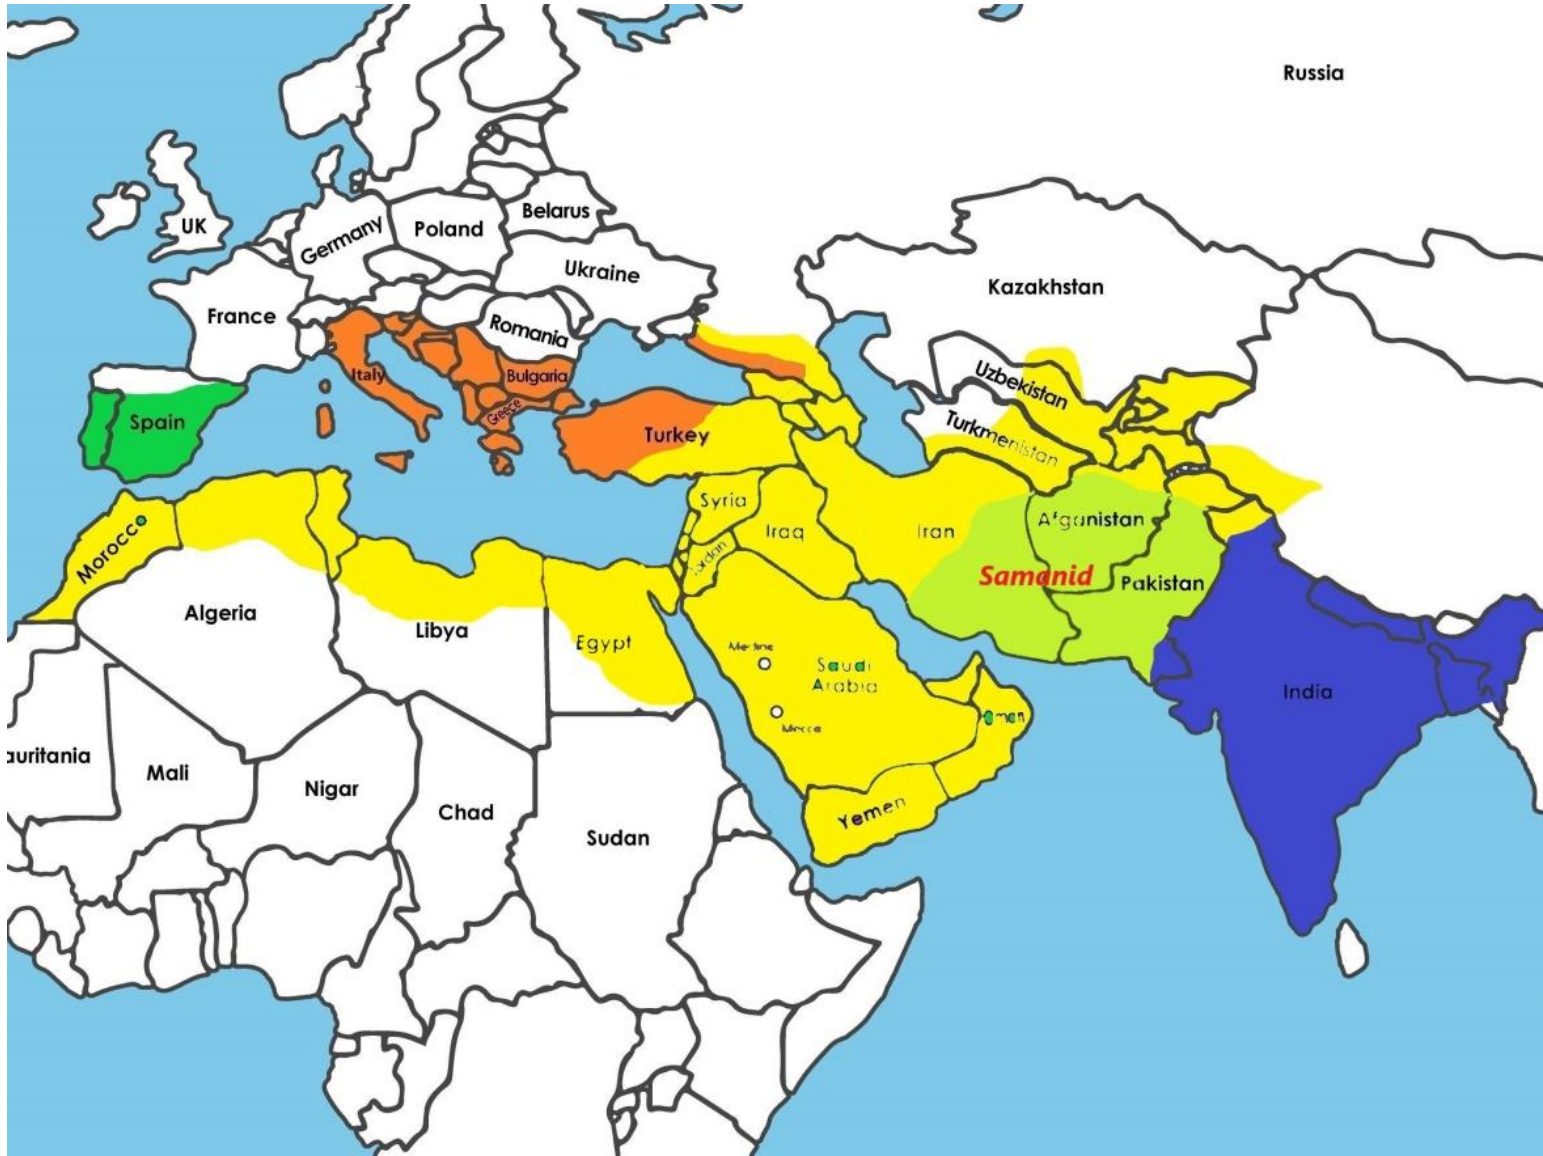 Russia
Belarus
UK
Poland
Germany
Ukraine
Kazakhstan
France
Romania
Italy
Bulgaria
Uzbekistan
Greece
Spain
Turkey
Turkmenistan
Syria
Morocco
Iraq
Iran
Afganistan
Jordan
Samanid
Pakistan
Algeria
Libya
Egypt
Saudi
Arabia
India
Oman
Mecca
auritania
Mali
Nigar
Chad
Yemen
Sudan